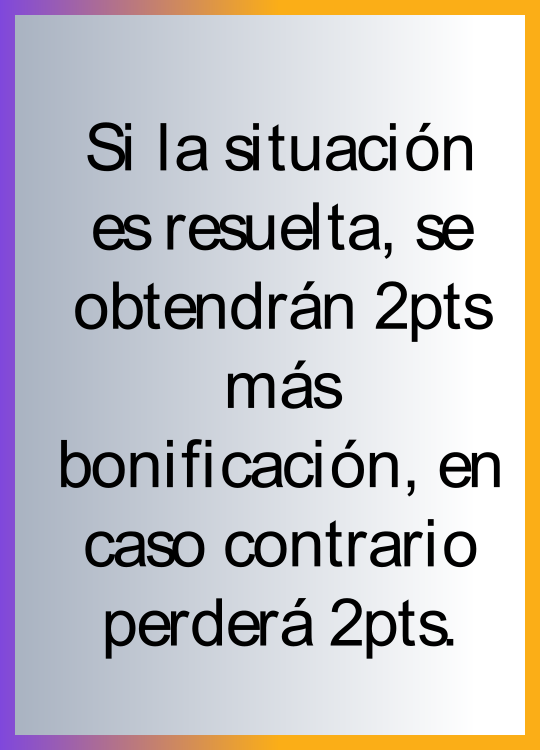 Si la situación
es resuelta, se
obtendrán 2pts
más
bonificación, en
caso contrario
perderá 2pts.